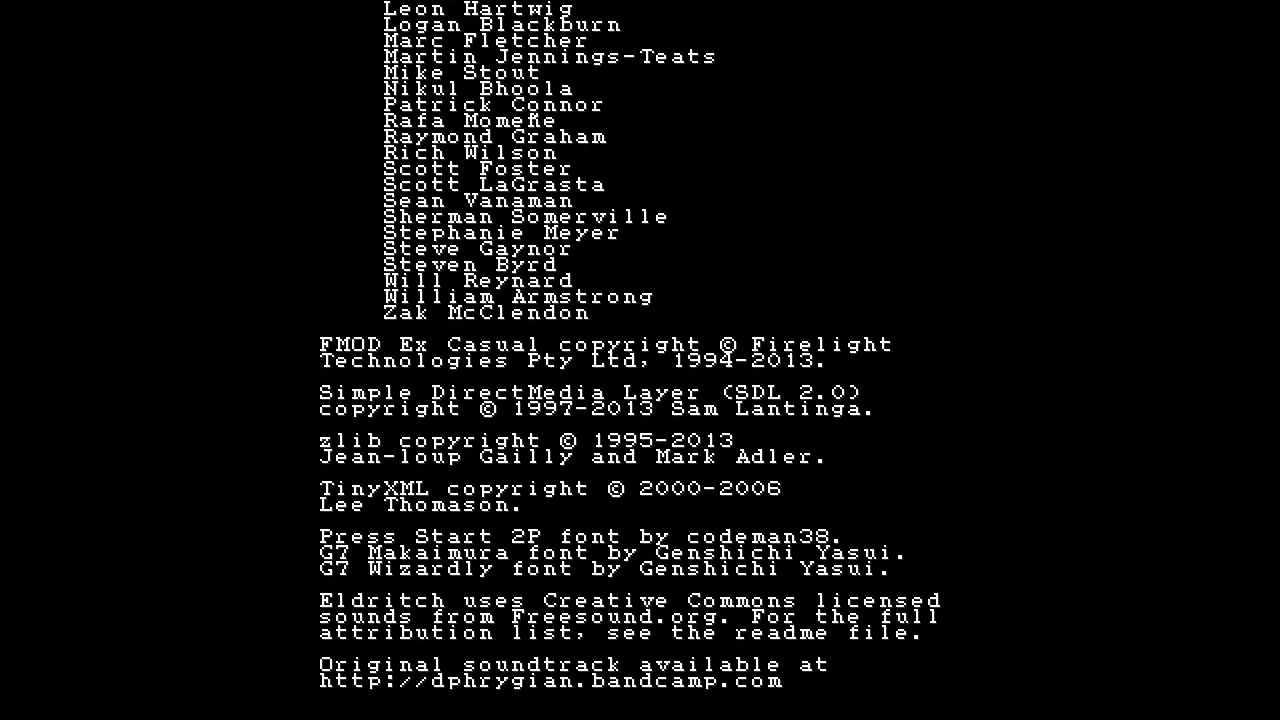 Leon Hartwig
Logan Blackburn
Marc Fletcher
Martin Jennings-Teats
Mike Stout
Nikul Bhoola
Patrick Connor
Rafa Momeñe
Raymond Graham
Rich Wilson
Scott Foster
Scott LaGrasta
Sean Vanaman
Sherman Somerville
Stephanie Meyer
Steve Gaynor
Steven Byrd
Will Reynard
William Armstrong
Zak McClendon
FMOD Ex Casual copyright © Firelight
Technologies Pty Ltd, 1994-2013.
Simple DirectMedia Layer (SDL 2.0)
copyright © 1997-2013 Sam Lantinga.
zlib copyright © 1995-2013
Jean-loup Gailly and Mark Adler.
TinyXML copyright © 2000-2006
Lee Thomason.
Press Start 2P font by codeman38.
G7 Makaimura font by Genshichi Yasui.
G7 Wizardly font by Genshichi Yasui.
Eldritch uses Creative Commons licensed
sounds from Freesound.org. For the full
attribution list, see the readme file.
Original soundtrack available at
http://dphrygian.bandcamp.com